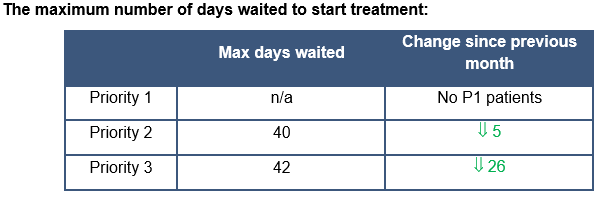 The maximum number of days waited to start treatment:
Max days waited
Change since previous
month
Priority 1 n/a No P1 patients
Priority 2 40 ⇓ 5
Priority 3 42 ⇓ 26